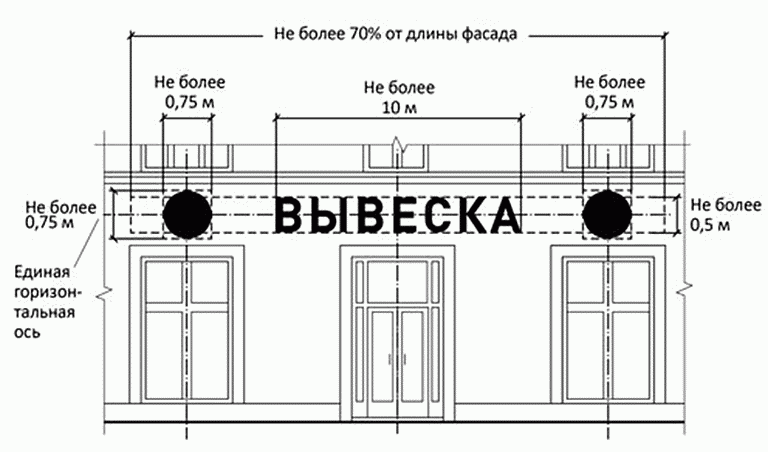 Не более 70% от длины фасада
Не более
0,75 м
Не более
10 м
Не более
0,75 м
Не более
0,75 м
ВЫВЕСКА
Не более
0,5 м
Единая
горизон-
тальная
ось